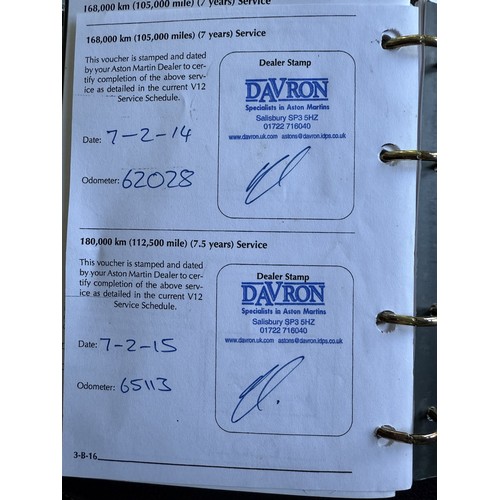 168,000 km (105,000 mile) (7 years) Service
168,000 km (105,000 miles) (7 years) Service
This voucher is stamped and dated
by your Aston Martin Dealer to cer-
tify completion of the above serv-
ice as detailed in the current V12
Service Schedule.
Date: 7-2-14
Odometer: 62028
Dealer Stamp
DAVRON
Specialists in Aston Martins
Salisbury SP3 5HZ
01722 716040
www.davron.co.uk astons@davron.idps.co.uk
180,000 km (112,500 mile) (7.5 years) Service
This voucher is stamped and dated
by your Aston Martin Dealer to cer-
tify completion of the above serv-
ice as detailed in the current V12
Service Schedule.
Date: 7-2-15
Odometer: 65113
Dealer Stamp
DAVRON
Specialists in Aston Martins
Salisbury SP3 5HZ
01722 716040
www.davron.uk.com astons@davron.idps.co.uk
3-B-16